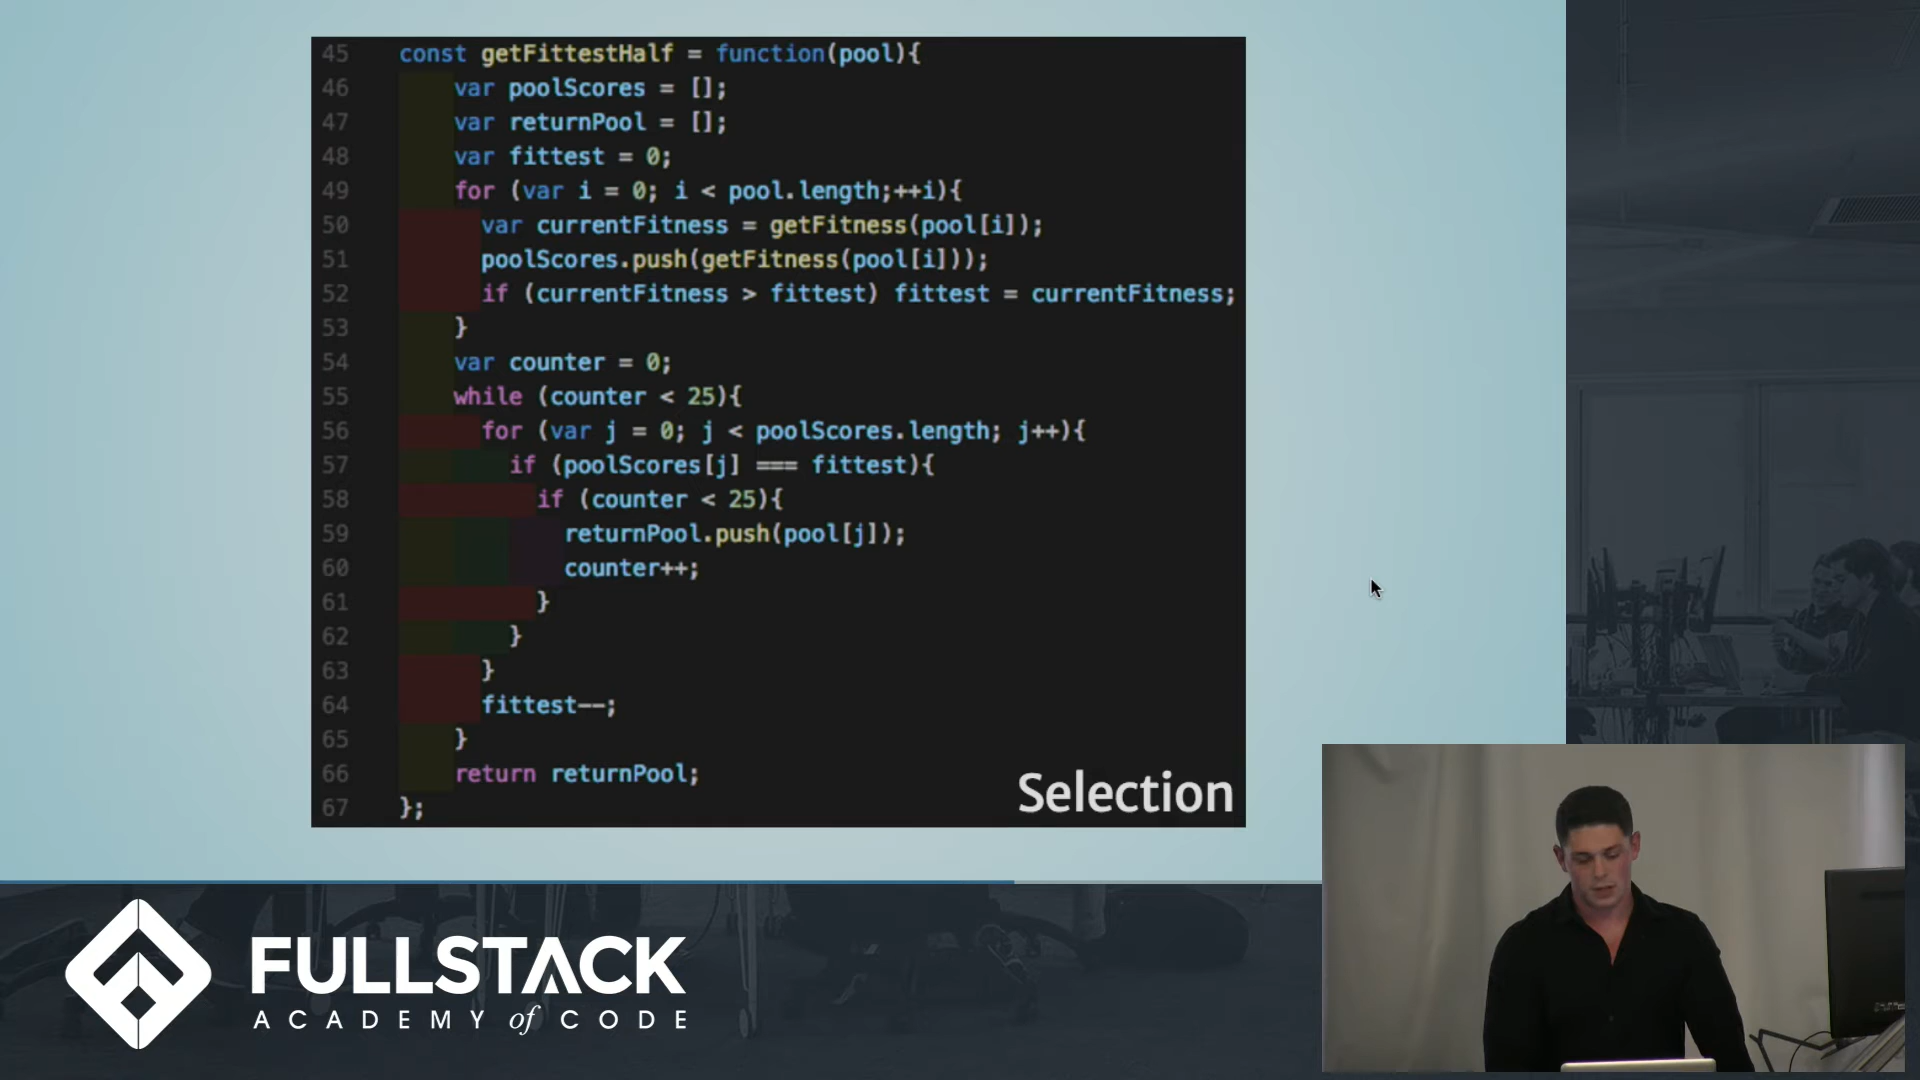 45 const getFittestHalf = function(pool){
46 var poolScores = [];
47 var returnPool = [];
48 var fittest = 0;
49 for (var i = 0; i < pool.length;++i){
50 var currentFitness = getFitness(pool[i]);
51 poolScores.push(getFitness(pool[i]));
52 if (currentFitness > fittest) fittest = currentFitness;
53 }
54 var counter = 0;
55 while (counter < 25){
56 for (var j = 0; j < poolScores.length; j++){
57 if (poolScores[j] === fittest){
58 if (counter < 25){
59 returnPool.push(pool[j]);
60 counter++;
61 }
62 }
63 }
64 fittest--;
65 }
66 return returnPool;
67 };
Selection
FULLSTACK
ACADEMY of CODE